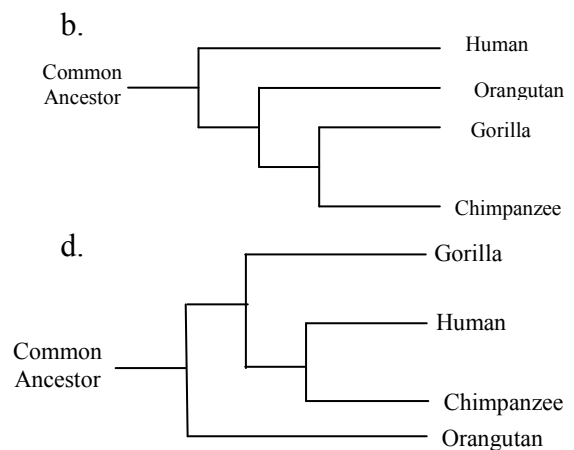 b.
Human
Common
Ancestor
Orangutan
Gorilla
Chimpanzee
d.
Gorilla
Human
Common
Ancestor
Chimpanzee
Orangutan